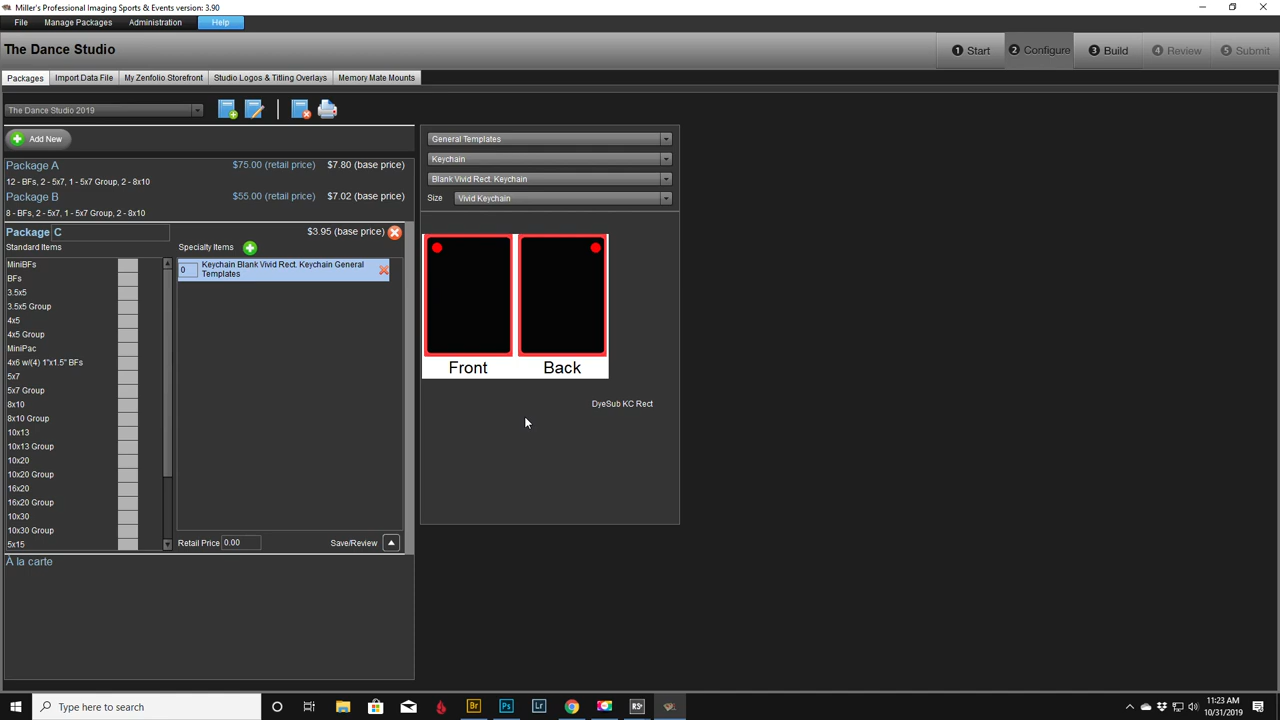 Miller's Professional Imaging Sports & Events version: 3.90
File Manage Packages Administration Help
The Dance Studio
1 Start 2 Configure 3 Build 4 Review 5 Submit
Packages Import Data File My Zenfolio Storefront Studio Logos & Titling Overlays Memory Mate Mounts
The Dance Studio 2019
Add New
Package A $75.00 (retail price) $7.80 (base price)
12 - BFs, 2 - 5x7, 1 - 5x7 Group, 2 - 8x10
Package B $55.00 (retail price) $7.02 (base price)
8 - BFs, 2 - 5x7, 1 - 5x7 Group, 2 - 8x10
Package C $3.95 (base price)
Standard Items
Specialty Items
MiniBFs
BFs
3.5x5
3.5x5 Group
4x5
4x5 Group
MiniPac
4x6 w/(4) 1"x1.5" BFs
5x7
5x7 Group
8x10
8x10 Group
10x13
10x13 Group
10x20
10x20 Group
16x20
16x20 Group
10x30
10x30 Group
5x15
0 Keychain Blank Vivid Rect. Keychain General
Templates
Retail Price 0.00 Save/Review
À la carte
General Templates
Keychain
Blank Vivid Rect. Keychain
Size Vivid Keychain
Front Back
DyeSub KC Rect
Type here to search
Br Ps Lr RS
11:23 AM
10/31/2019